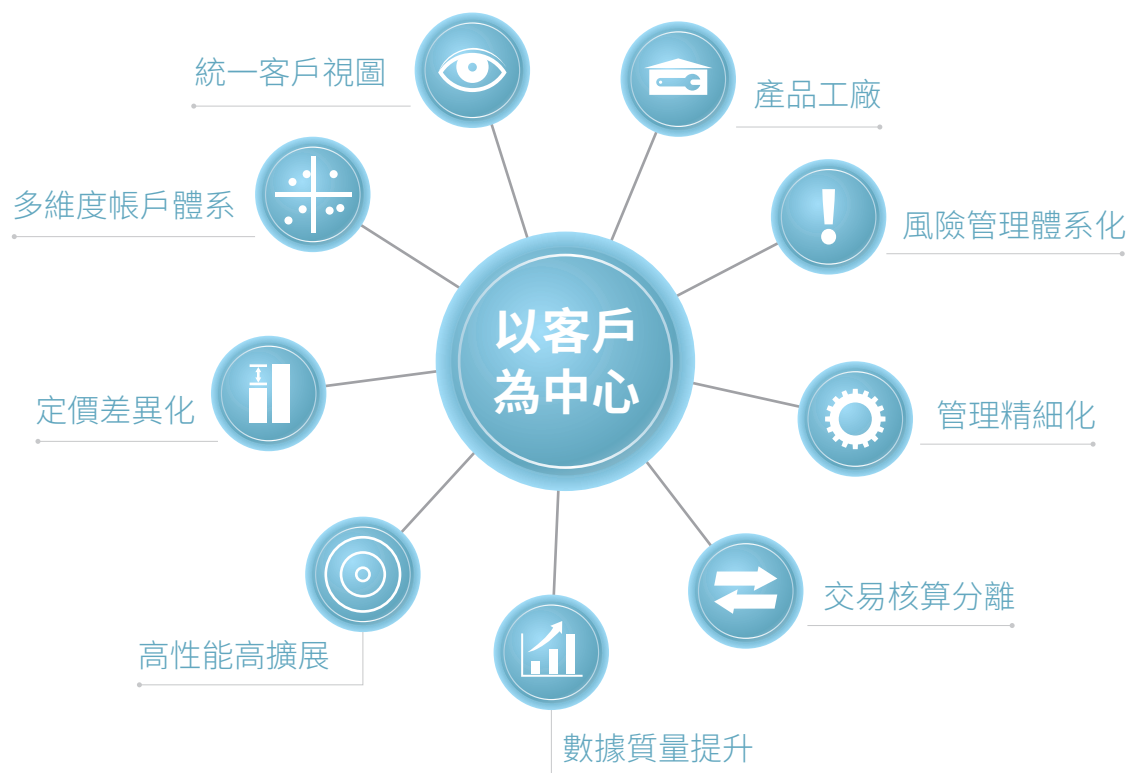 統一客戶視圖
產品工廠
多維度帳戶體系
風險管理體系化
以客戶
為中心
定價差異化
管理精細化
交易核算分離
高性能高擴展
數據質量提升